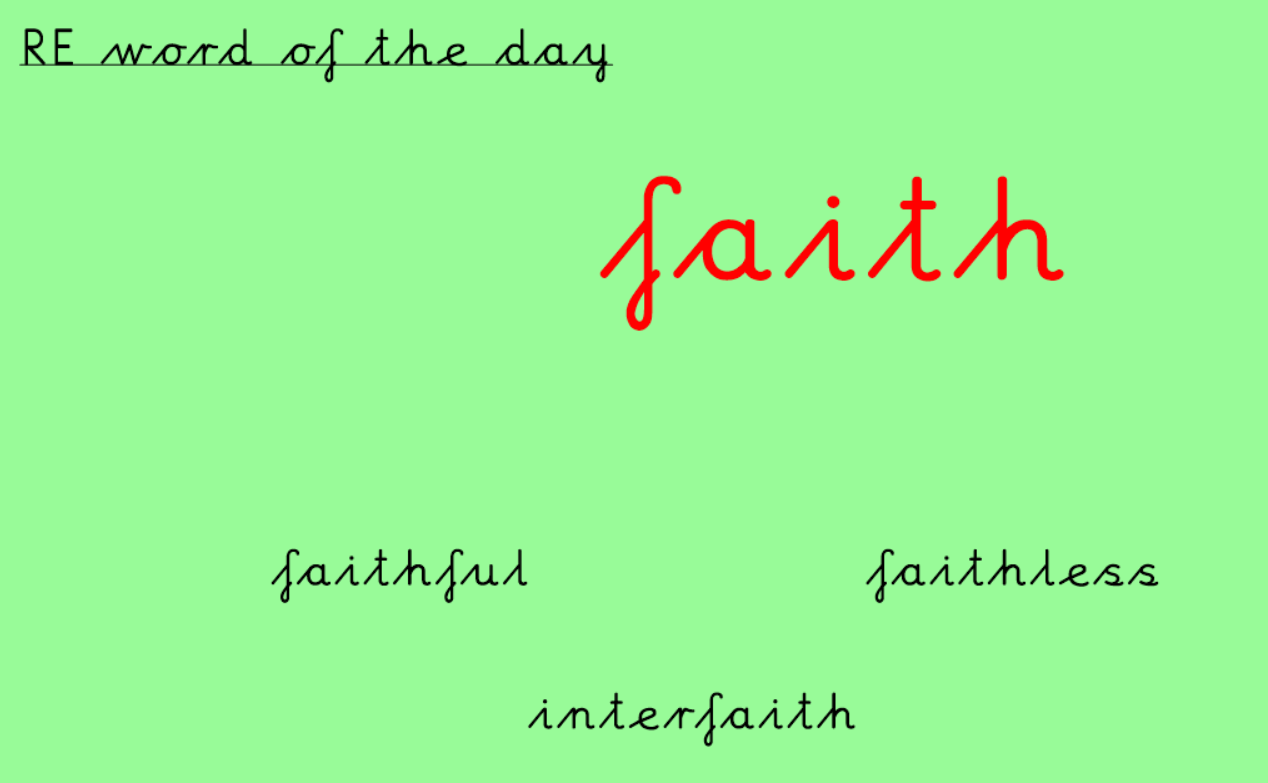 RE word of the day
faith
faithful faithless
interfaith